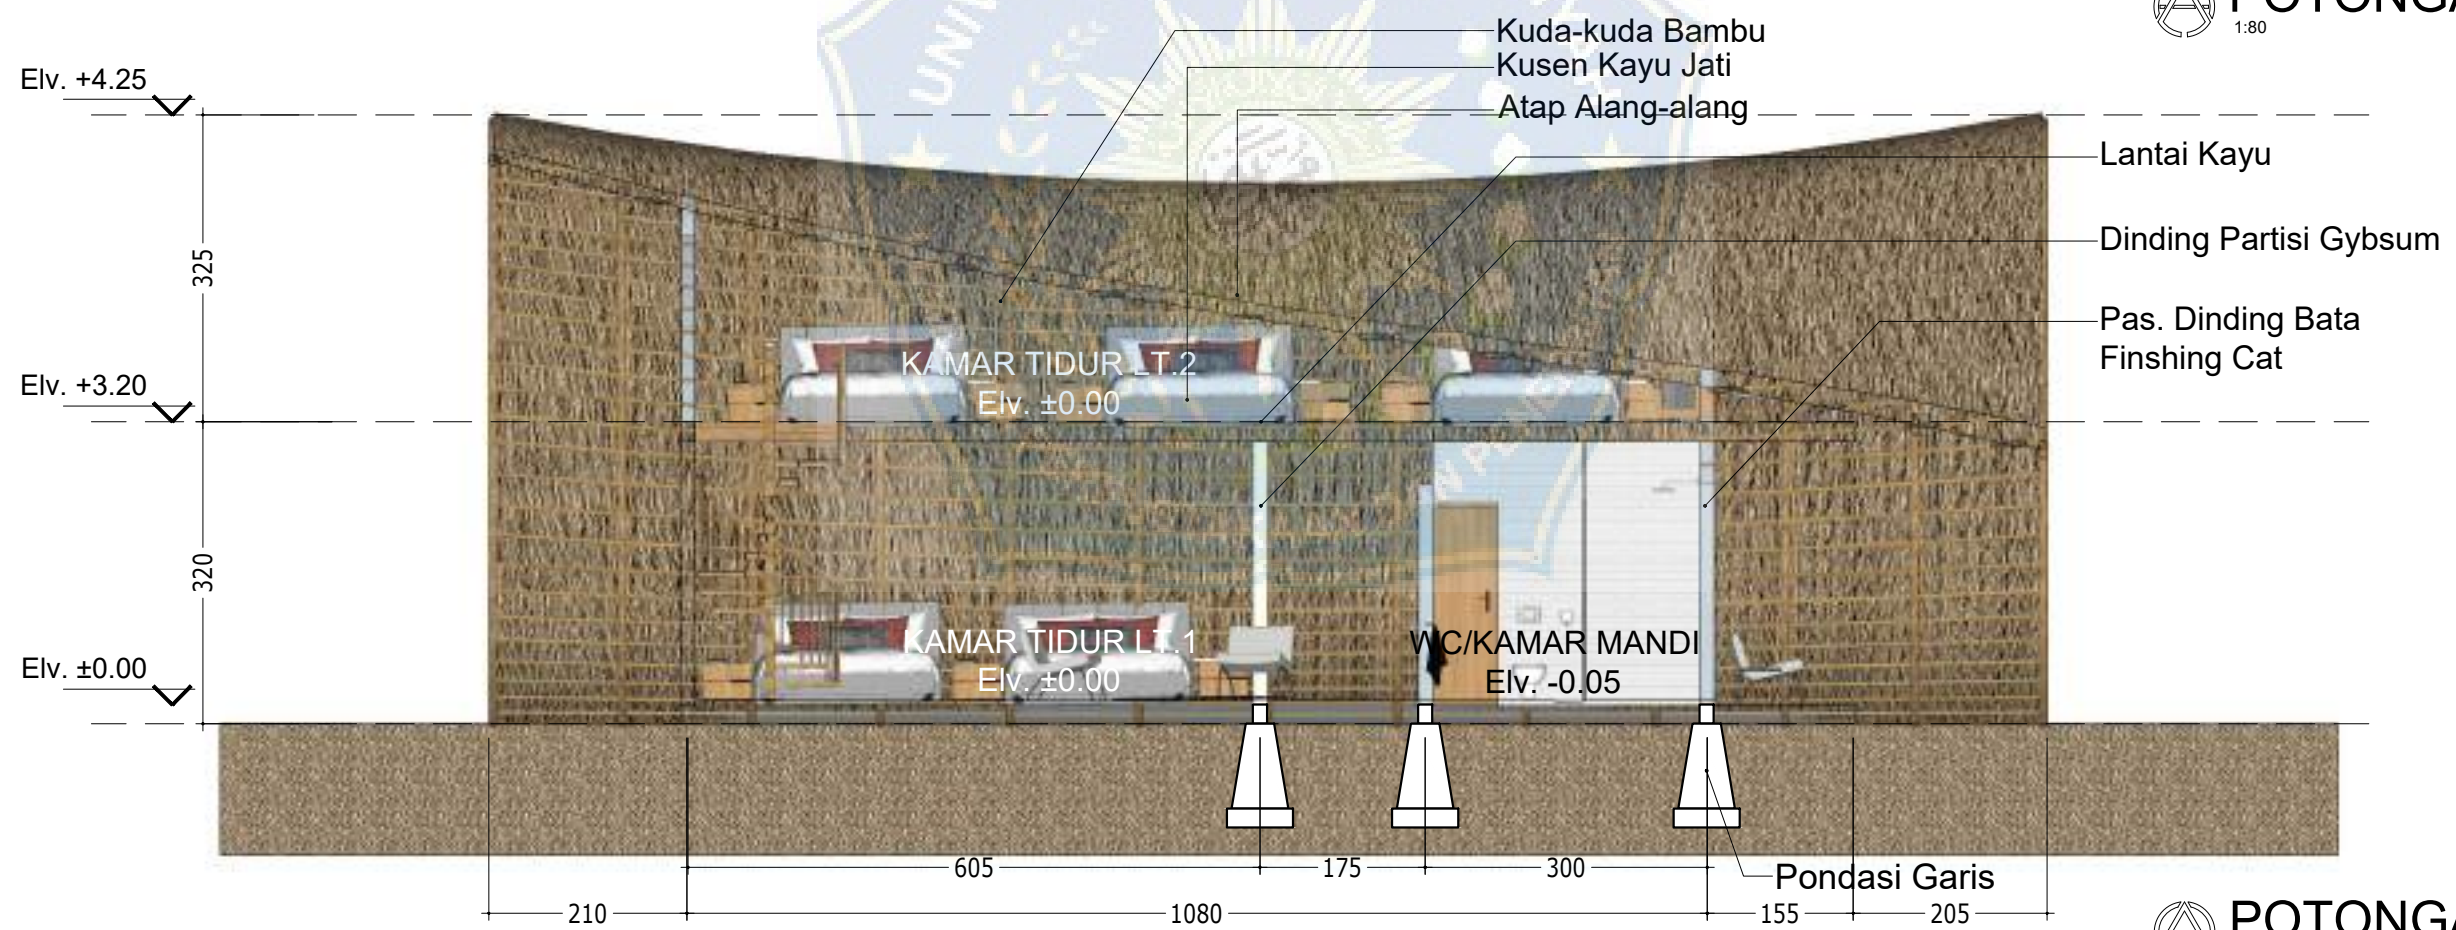 POTONGA
1:80
Kuda-kuda Bambu
Kusen Kayu Jati
Atap Alang-alang
Elv. +4.25
Lantai Kayu
Dinding Partisi Gybsum
325
Pas. Dinding Bata
Finshing Cat
KAMAR TIDUR LT.2
Elv. ±0.00
Elv. +3.20
320
KAMAR TIDUR LT.1
Elv. ±0.00
WC/KAMAR MANDI
Elv. -0.05
Elv. ±0.00
605
175
300
Pondasi Garis
210
1080
155
205
POTONGA